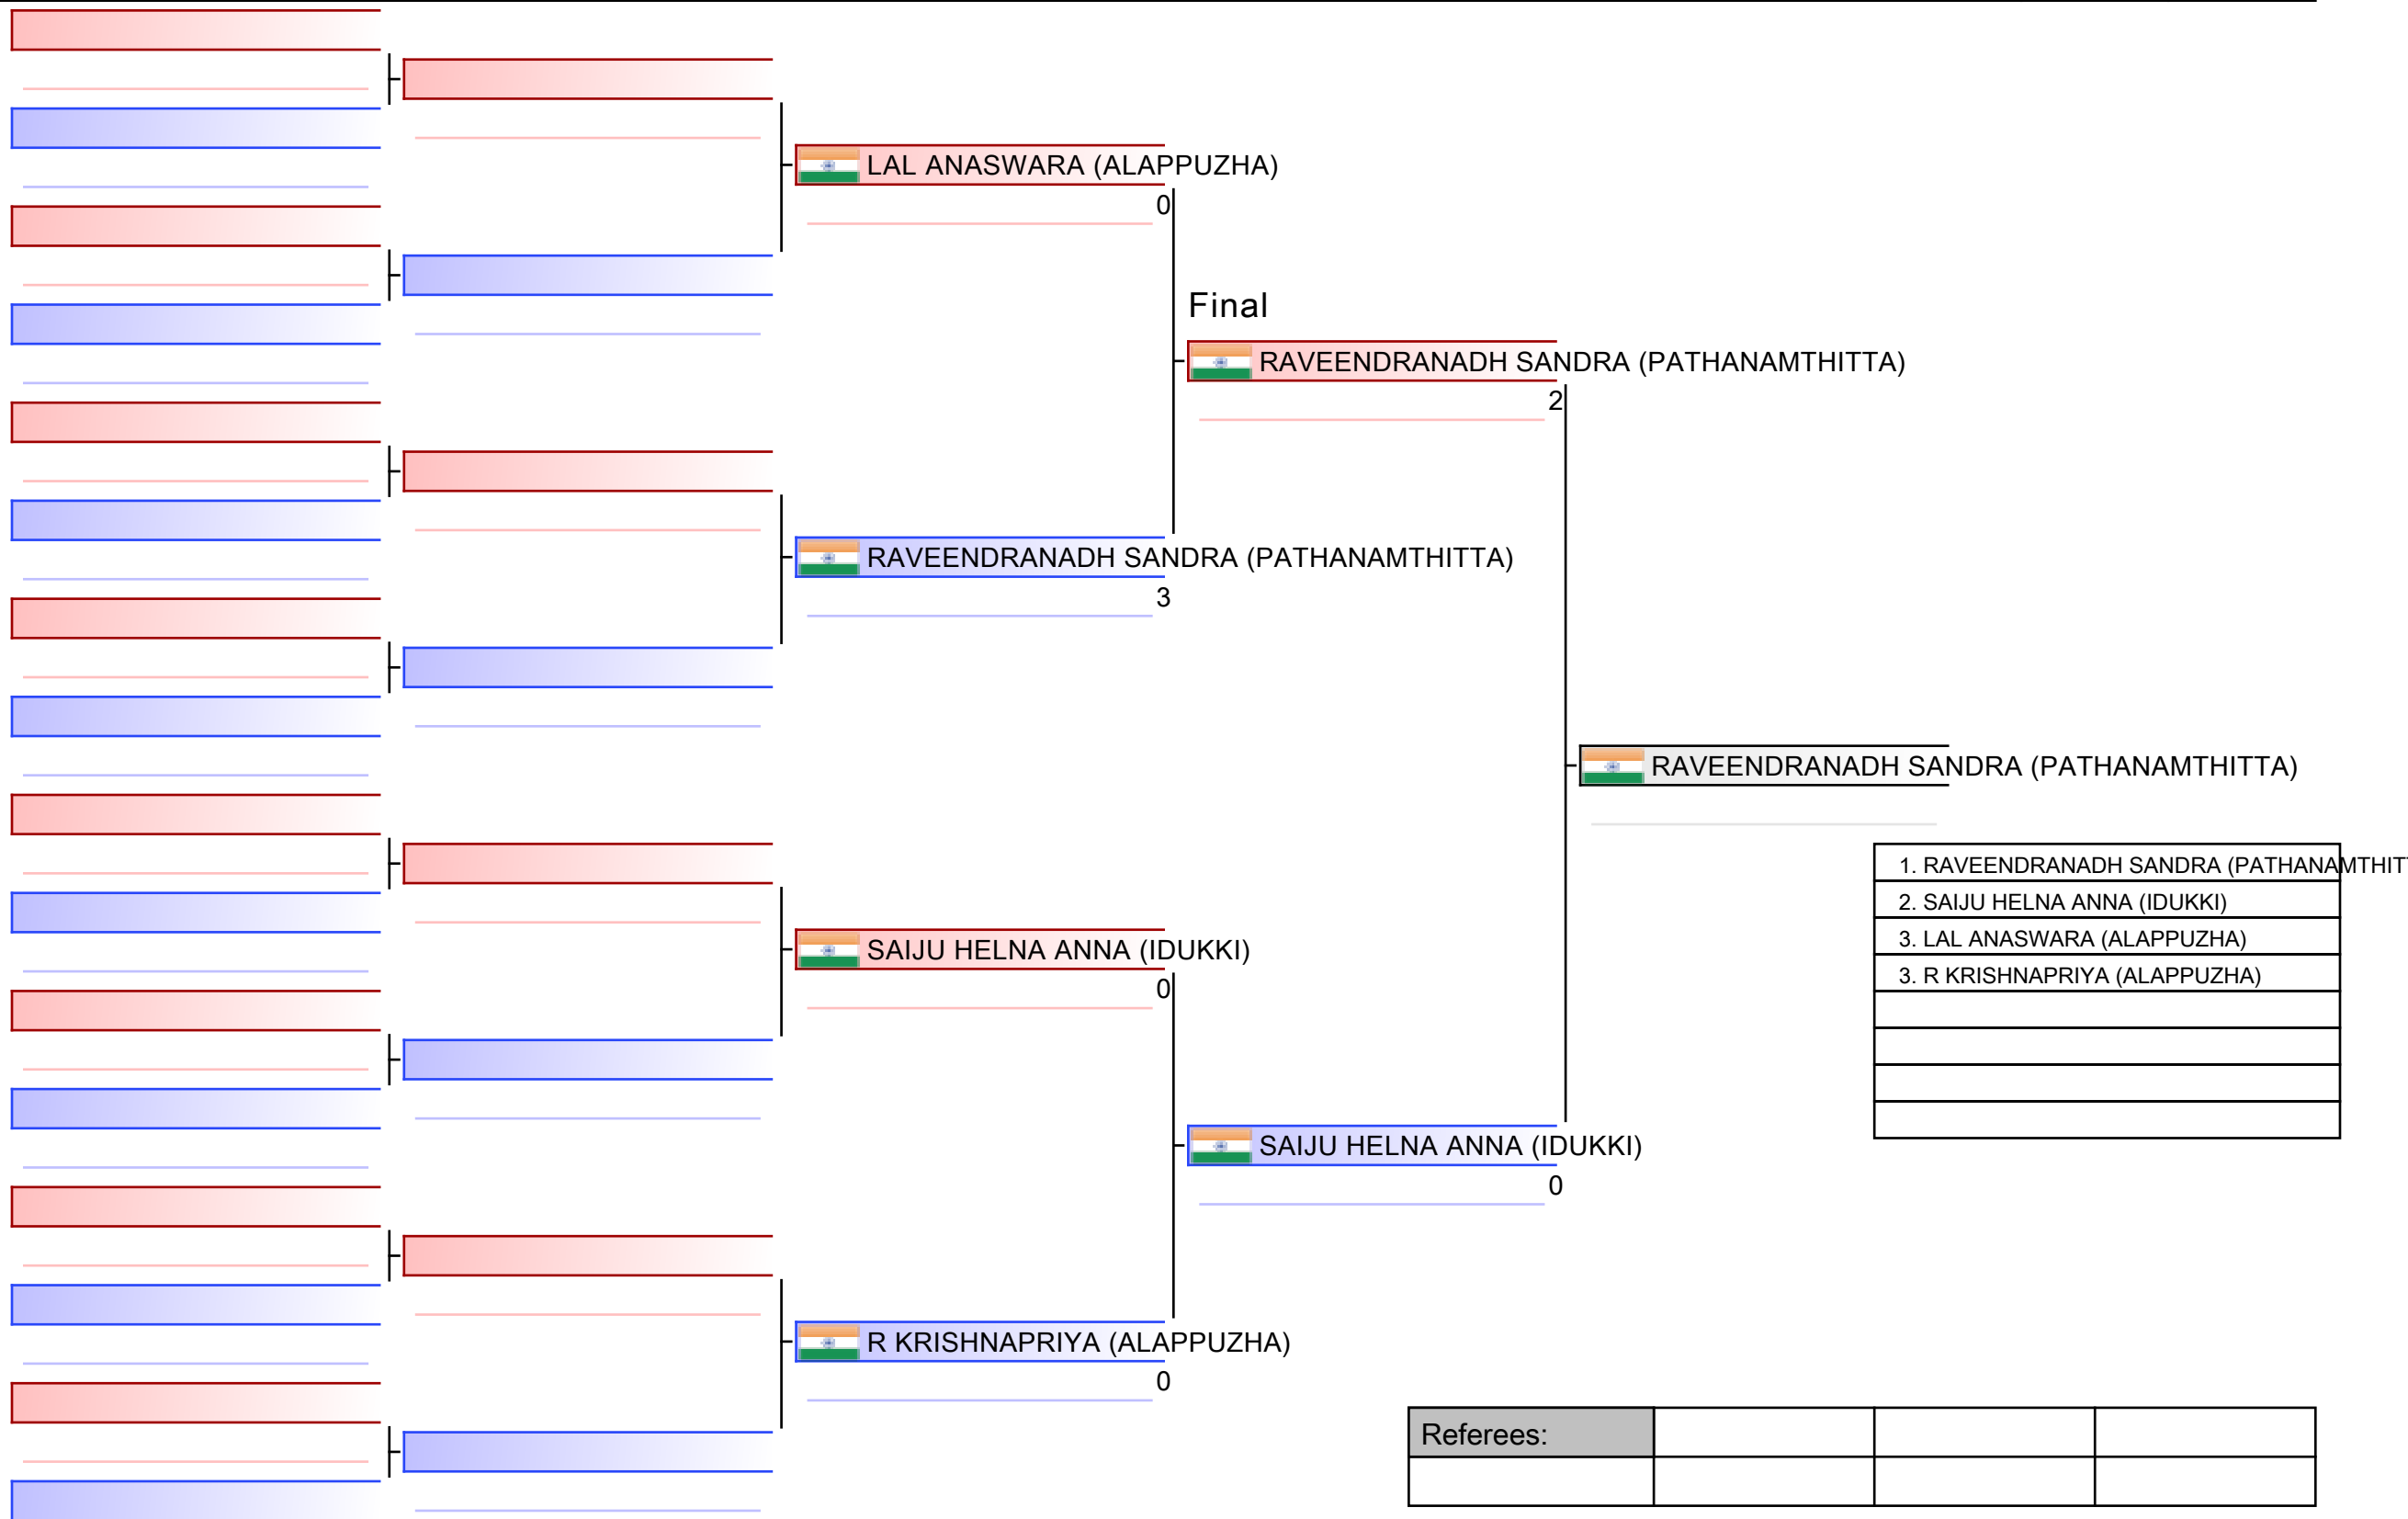 LAL ANASWARA (ALAPPUZHA)
0
Final
RAVEENDRANADH SANDRA (PATHANAMTHITTA)
2
RAVEENDRANADH SANDRA (PATHANAMTHITTA)
3
RAVEENDRANADH SANDRA (PATHANAMTHITTA)
1. RAVEENDRANADH SANDRA (PATHANAMTHIT
2. SAIJU HELNA ANNA (IDUKKI)
3. LAL ANASWARA (ALAPPUZHA)
3. R KRISHNAPRIYA (ALAPPUZHA)
SAIJU HELNA ANNA (IDUKKI)
0
SAIJU HELNA ANNA (IDUKKI)
0
R KRISHNAPRIYA (ALAPPUZHA)
0
Referees: